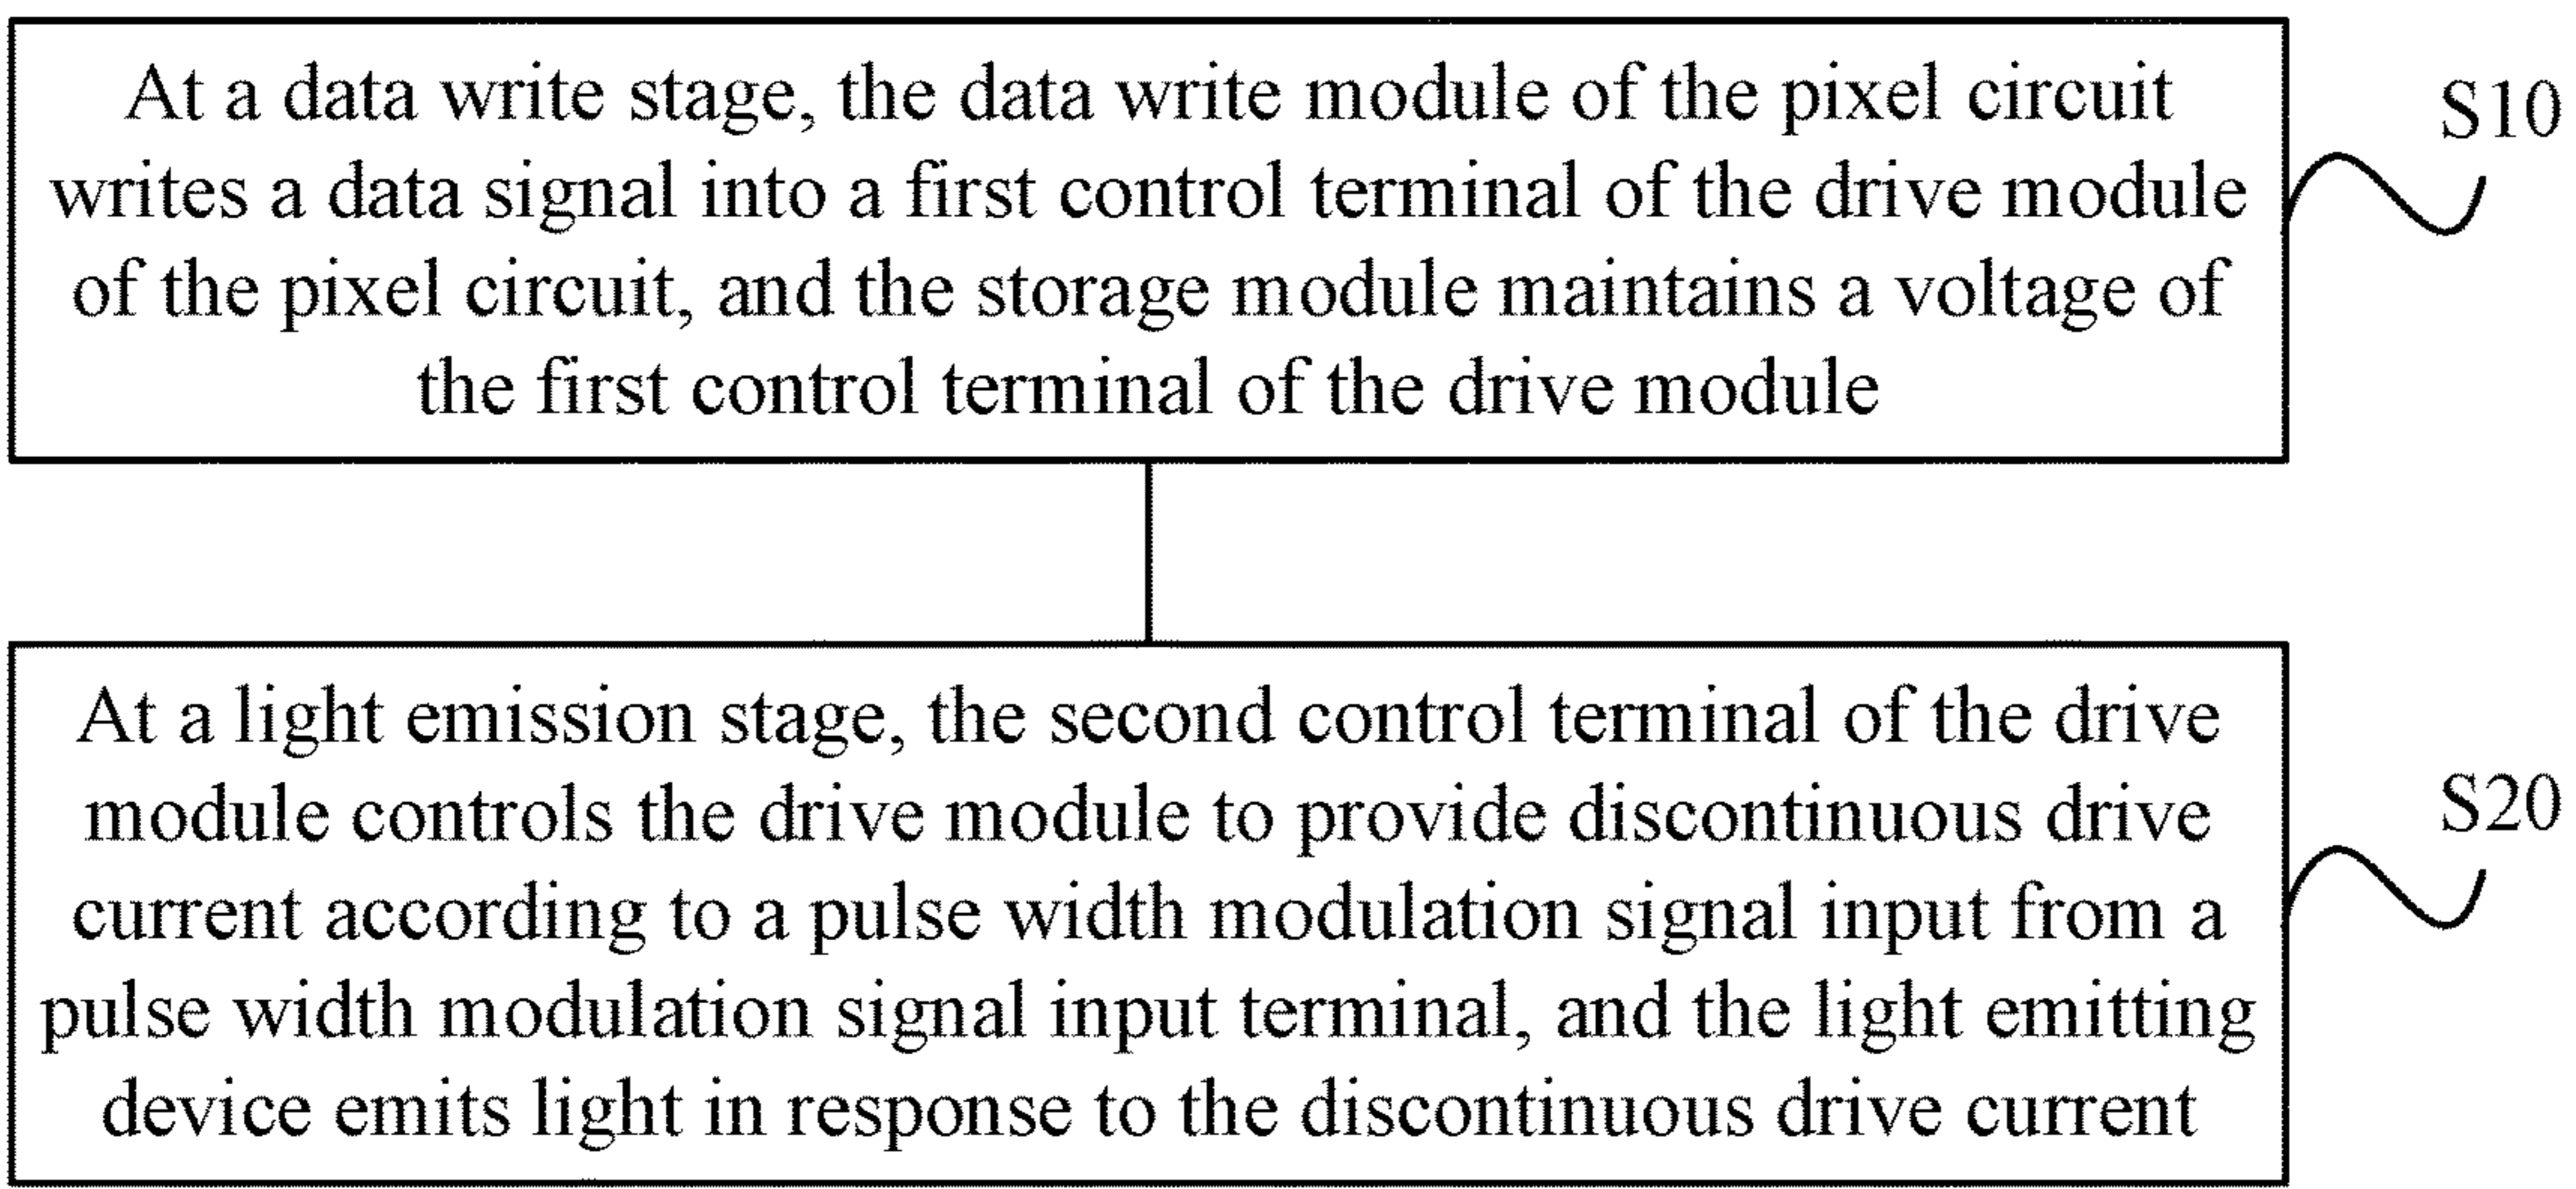 At a data write stage, the data write module of the pixel circuit
writes a data signal into a first control terminal of the drive module
of the pixel circuit, and the storage module maintains a voltage of
the first control terminal of the drive module
S10
At a light emission stage, the second control terminal of the drive
module controls the drive module to provide discontinuous drive
current according to a pulse width modulation signal input from a
pulse width modulation signal input terminal, and the light emitting
device emits light in response to the discontinuous drive current
S20